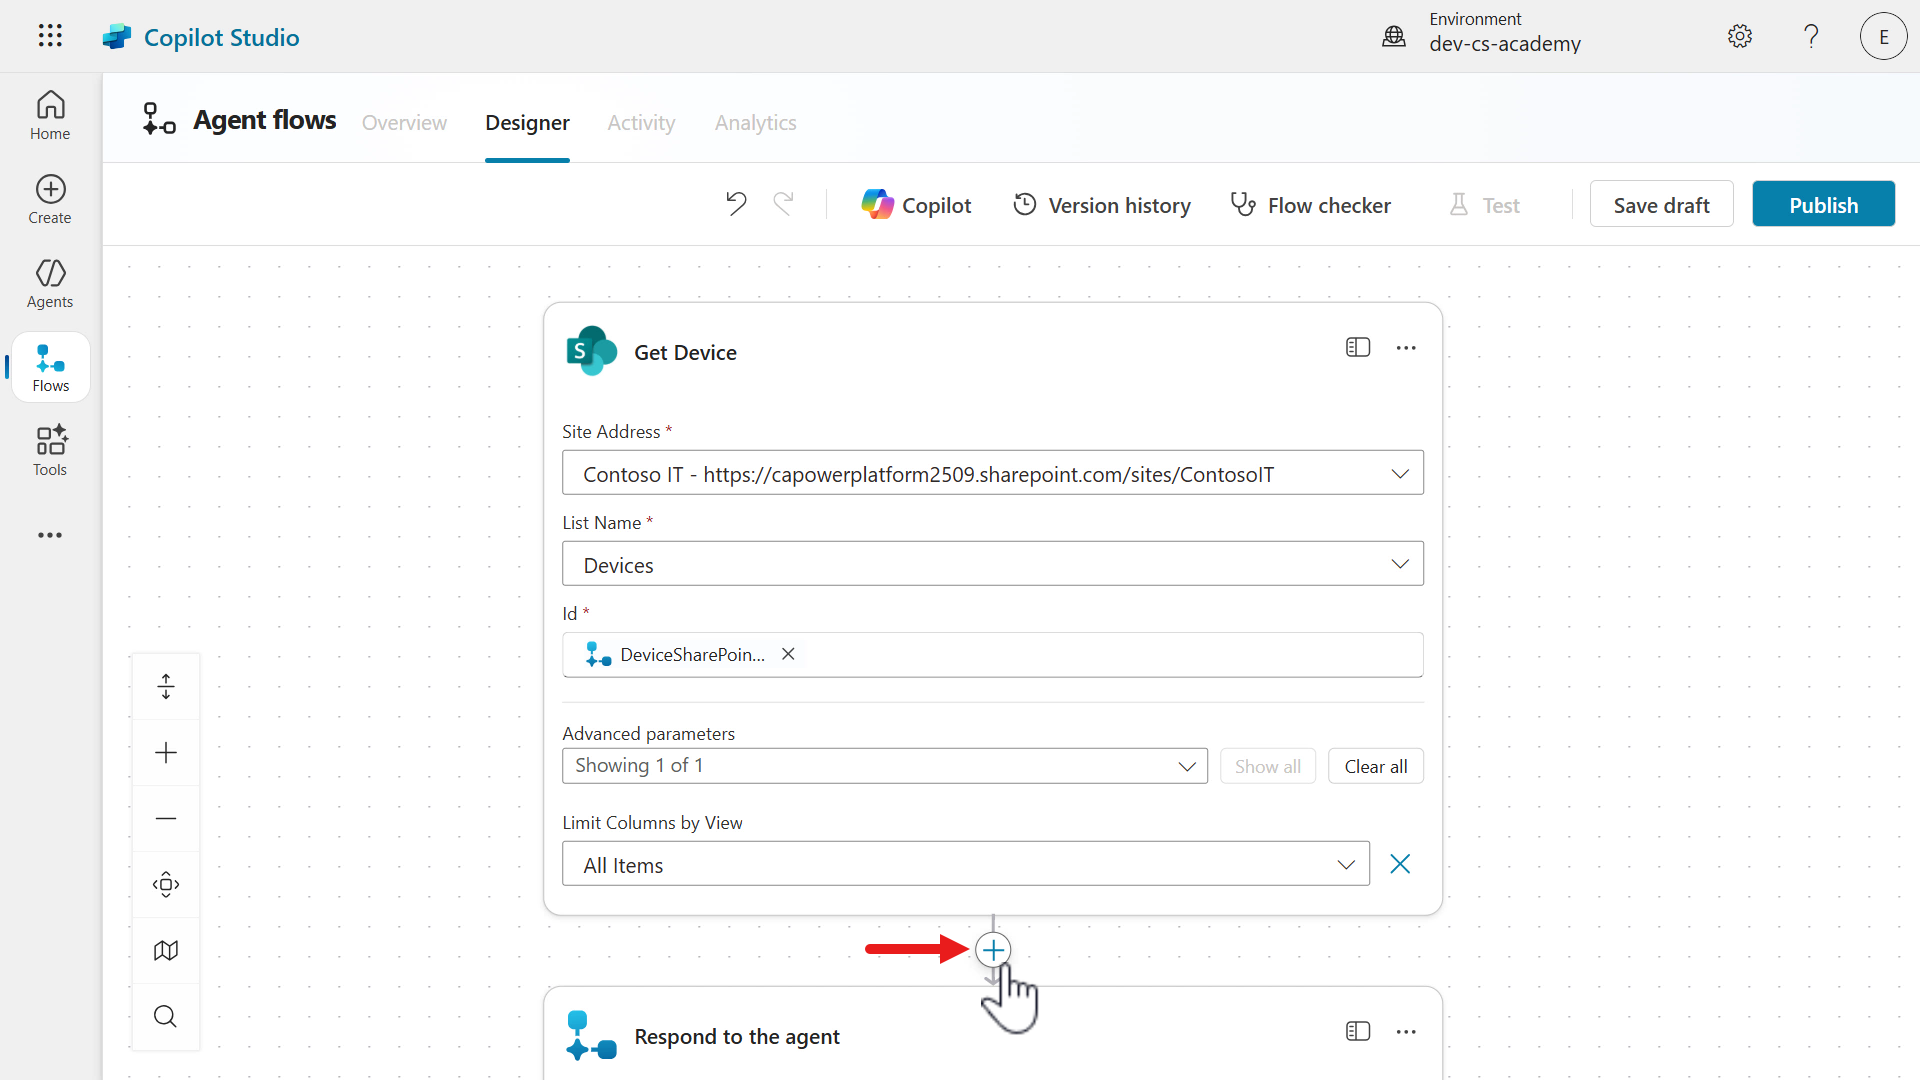 Copilot Studio
Environment
dev-cs-academy
?
E
Home
Create
Agents
Flows
Tools
Agent flows
Overview
Designer
Activity
Analytics
Copilot
Version history
Flow checker
Test
Save draft
Publish
S
Get Device
Site Address *
Contoso IT - https://capowerplatform2509.sharepoint.com/sites/ContosoIT
List Name *
Devices
Id *
DeviceSharePoin...
Advanced parameters
Showing 1 of 1
Show all
Clear all
Limit Columns by View
All Items
Respond to the agent